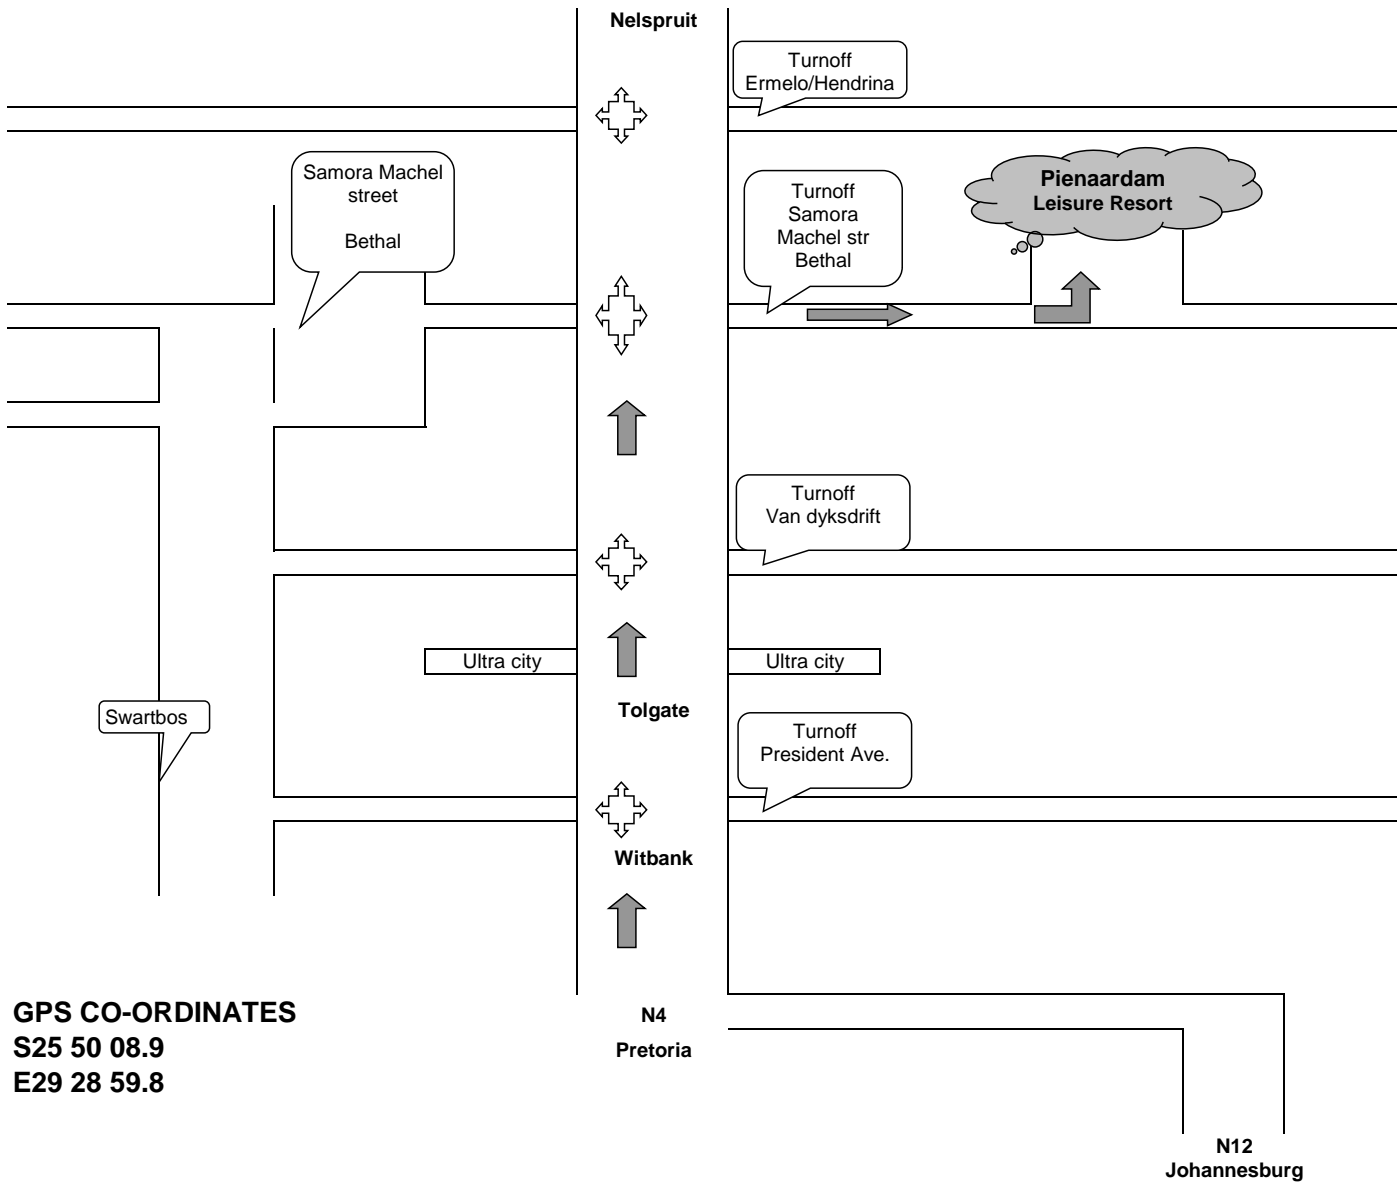 Nelspruit
Turnoff
Ermelo/Hendrina
Samora Machel
street
Bethal
Turnoff
Samora
Machel str
Bethal
Pienaardam
Leisure Resort
Turnoff
Van dyksdrift
Ultra city
Ultra city
Swartbos
Tolgate
Turnoff
President Ave.
Witbank
GPS CO-ORDINATES
S25 50 08.9
E29 28 59.8
N4
Pretoria
N12
Johannesburg